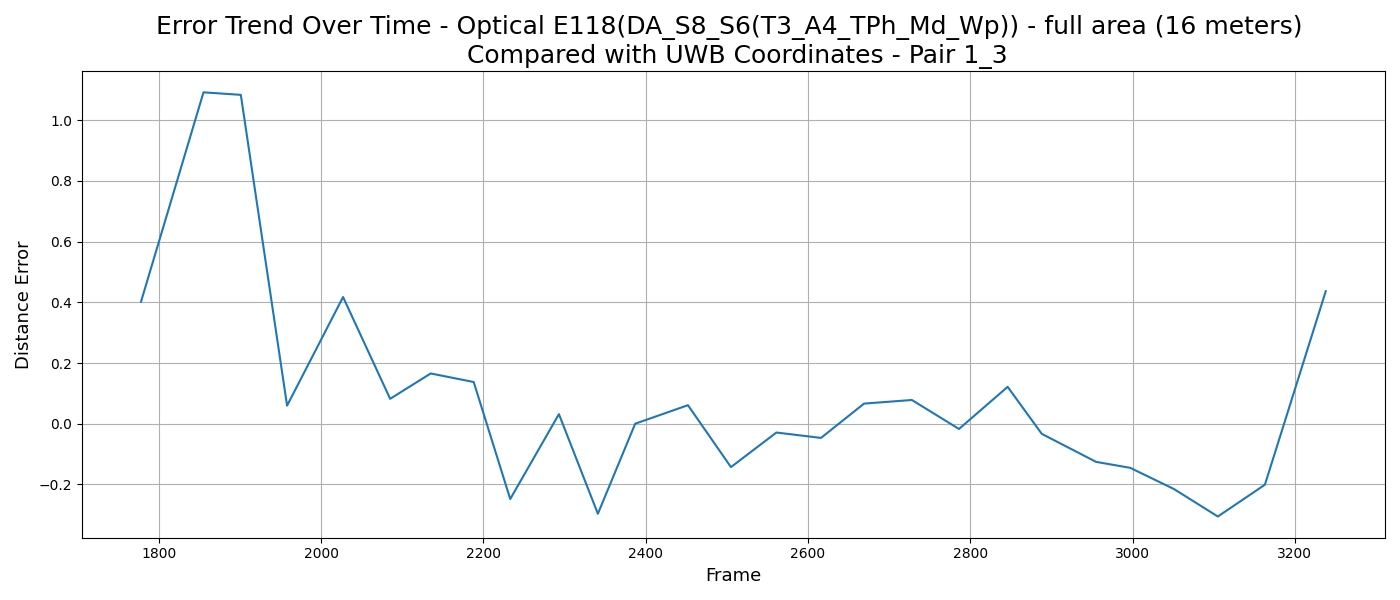 Error Trend Over Time - Optical E118(DA_S8_S6(T3_A4_TPh_Md_Wp)) - full area (16 meters)
Compared with UWB Coordinates - Pair 1_3
Distance Error
1.0
0.8
0.6
0.4
0.2
0.0
−0.2
1800 2000 2200 2400 2600 2800 3000 3200
Frame